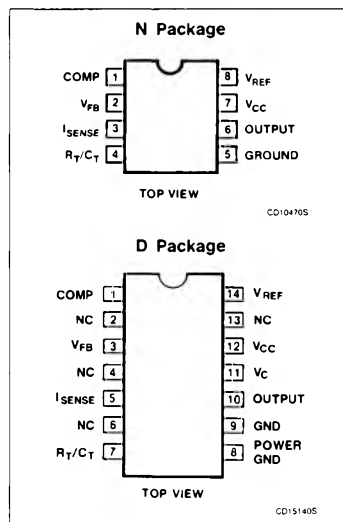 N Package
COMP 1 8 VREF
VFB 2 7 VCC
ISENSE 3 6 OUTPUT
RT/CT 4 5 GROUND
TOP VIEW
CD10470S
D Package
COMP 1 14 VREF
NC 2 13 NC
VFB 3 12 VCC
NC 4 11 VC
ISENSE 5 10 OUTPUT
NC 6 9 GND
RT/CT 7 8 POWER
GND
TOP VIEW
CD15140S